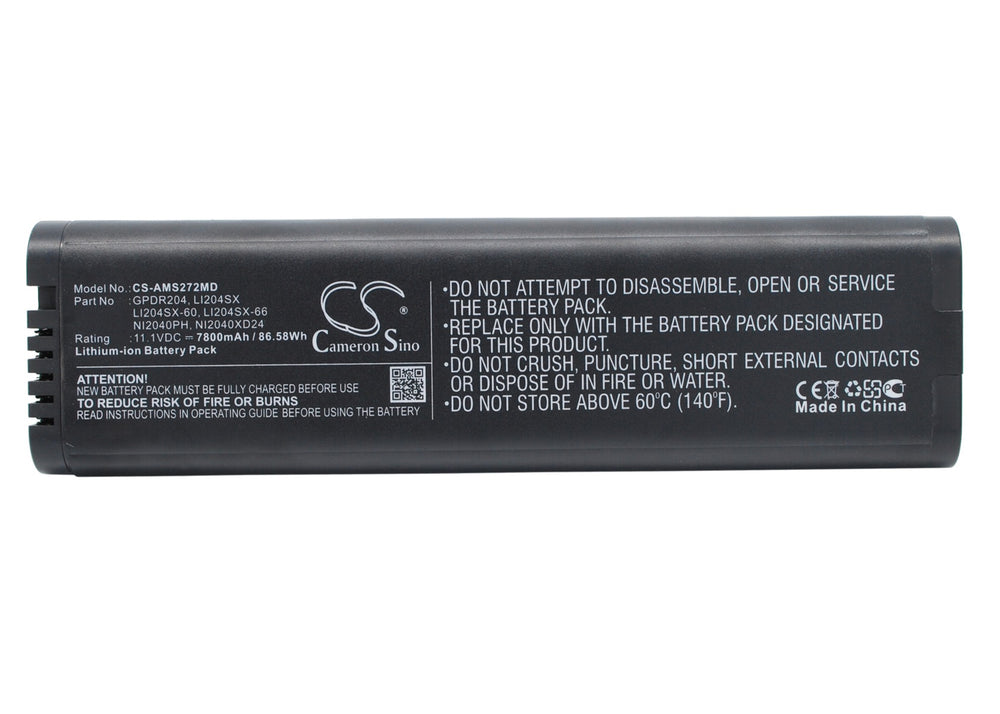 Model No.: CS-AMS272MD
Part No :GPDR204, LI204SX
LI204SX-60, LI204SX-66
NI2040PH, NI2040XD24
Rating :11.1VDC ⎓ 7800mAh / 86.58Wh
Lithium-ion Battery Pack
CS
®
Cameron Sino
ATTENTION!
NEW BATTERY PACK MUST BE FULLY CHARGED BEFORE USE
TO REDUCE RISK OF FIRE OR BURNS
READ INSTRUCTIONS IN OPERATING GUIDE BEFORE USING THE BATTERY
•DO NOT ATTEMPT TO DISASSEMBLE, OPEN OR SERVICE
THE BATTERY PACK.
•REPLACE ONLY WITH THE BATTERY PACK DESIGNATED
FOR THIS PRODUCT.
•DO NOT CRUSH, PUNCTURE, SHORT EXTERNAL CONTACTS
OR DISPOSE OF IN FIRE OR WATER.
•DO NOT STORE ABOVE 60°C (140°F).
CE
Made In China